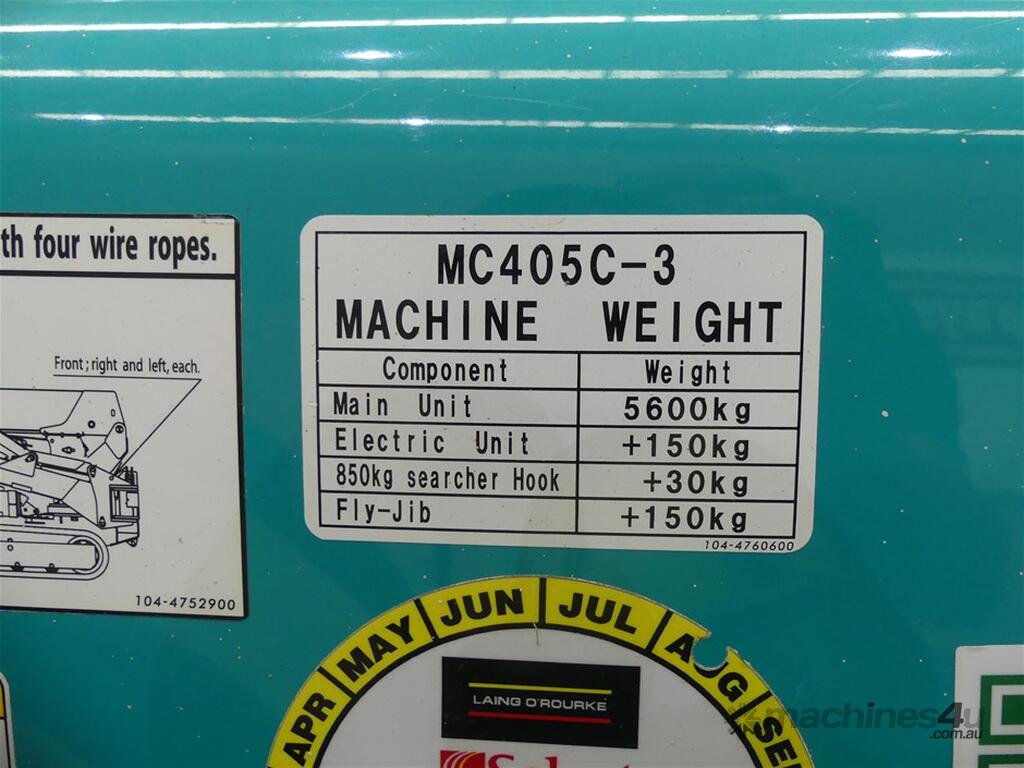 th four wire ropes.
Front;right and left,each.
104-4752900
MC405C-3
MACHINE WEIGHT
Component Weight
Main Unit 5600kg
Electric Unit +150kg
850kg searcher Hook +30kg
Fly-Jib +150kg
104-4760600
APR MAY JUN JUL AUG SE
LAING O'ROURKE
machines4u
.com.au